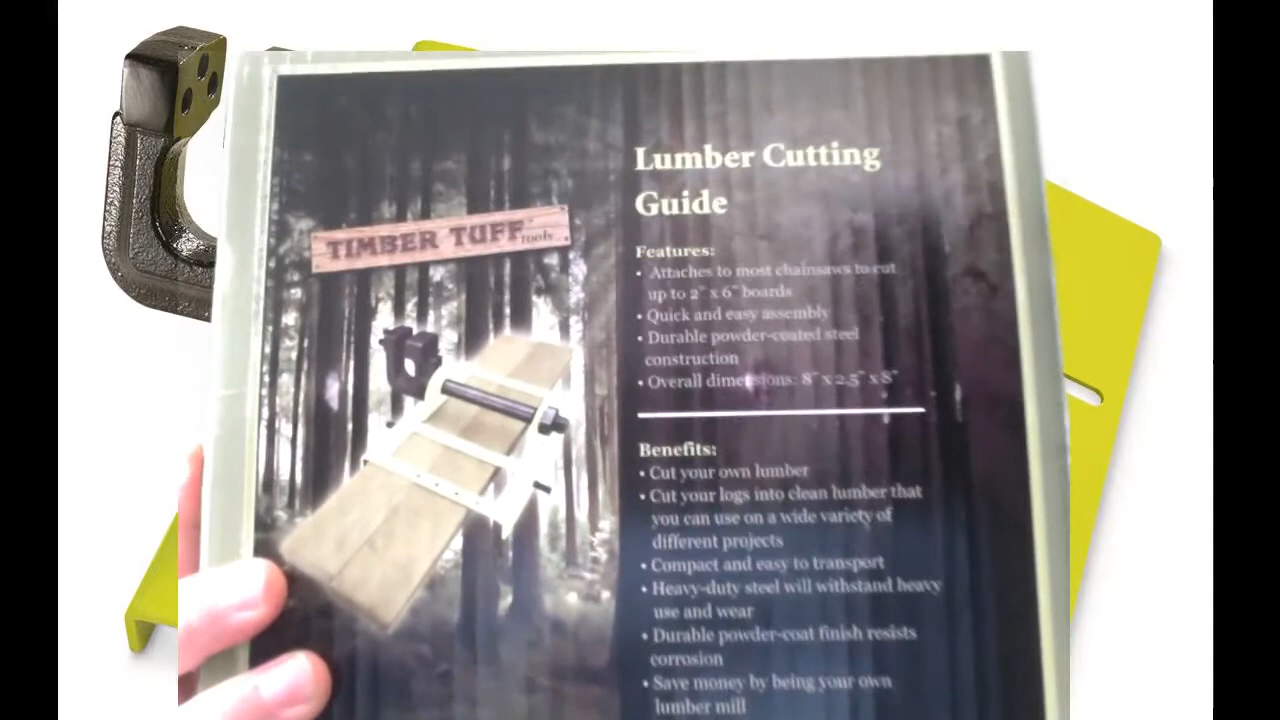 TIMBER TUFF™ tools
Lumber Cutting
Guide
Features:
• Attaches to most chainsaws to cut
up to 2" x 6" boards
• Quick and easy assembly
• Durable powder-coated steel
construction
• Overall dimensions: 8" x 2.5" x 8"
Benefits:
• Cut your own lumber
• Cut your logs into clean lumber that
you can use on a wide variety of
different projects
• Compact and easy to transport
• Heavy-duty steel will withstand heavy
use and wear
• Durable powder-coat finish resists
corrosion
• Save money by being your own
lumber mill